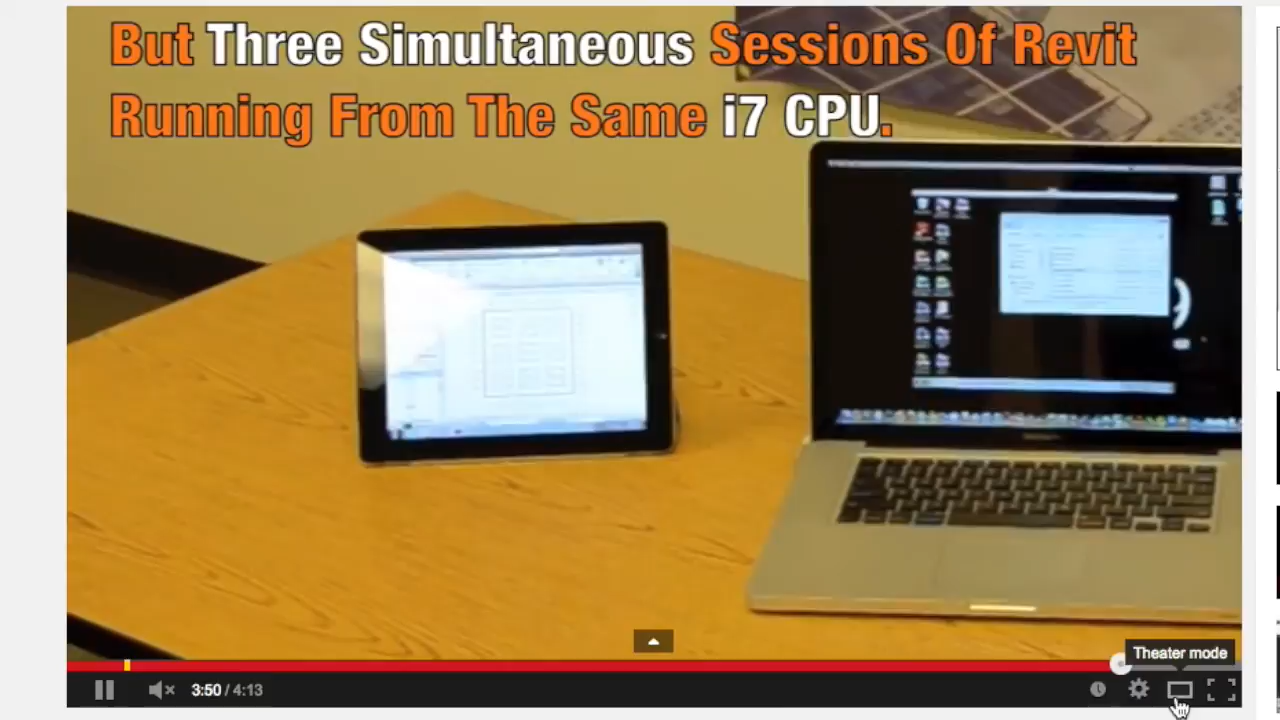 But Three Simultaneous Sessions Of Revit
Running From The Same i7 CPU.
Theater mode
3:50 / 4:13